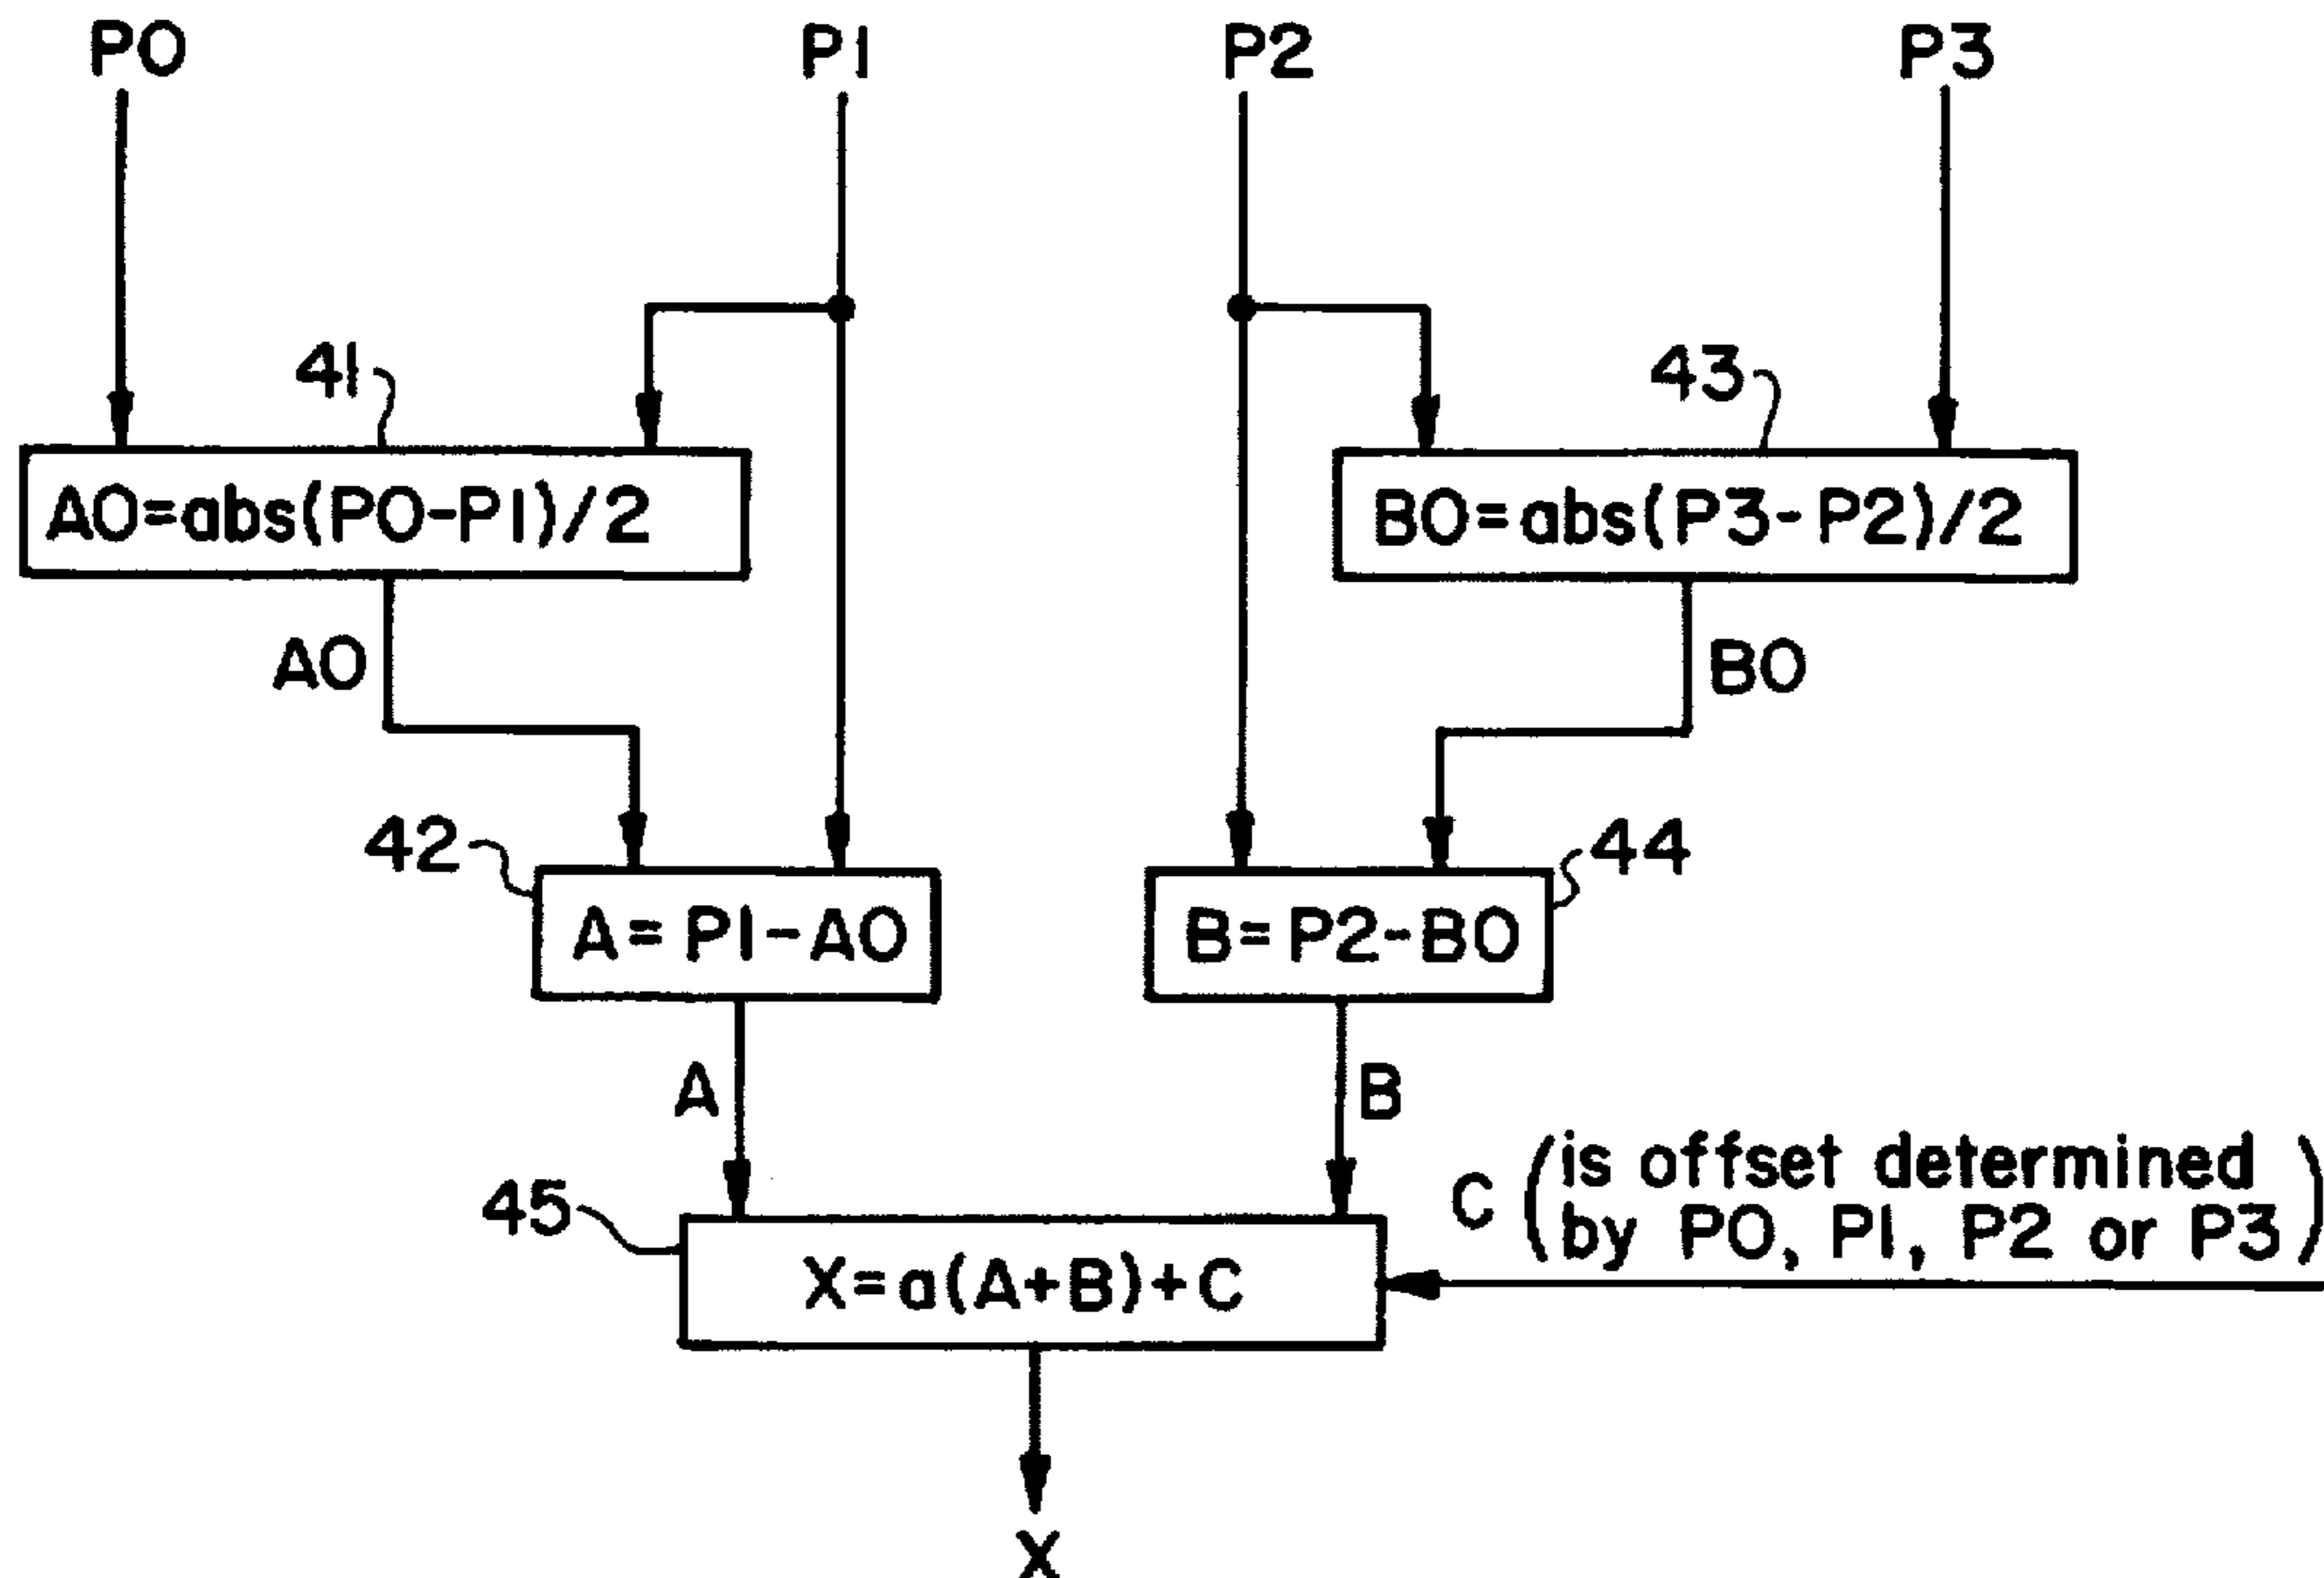 P0
P1
P2
P3
41
43
A0=abs(P0-P1)/2
B0=abs(P3-P2)/2
A0
B0
42
44
A= P1-A0
B= P2-B0
A
B
C (is offset determined
by P0, P1, P2 or P3)
45
X=a(A+B)+C
X